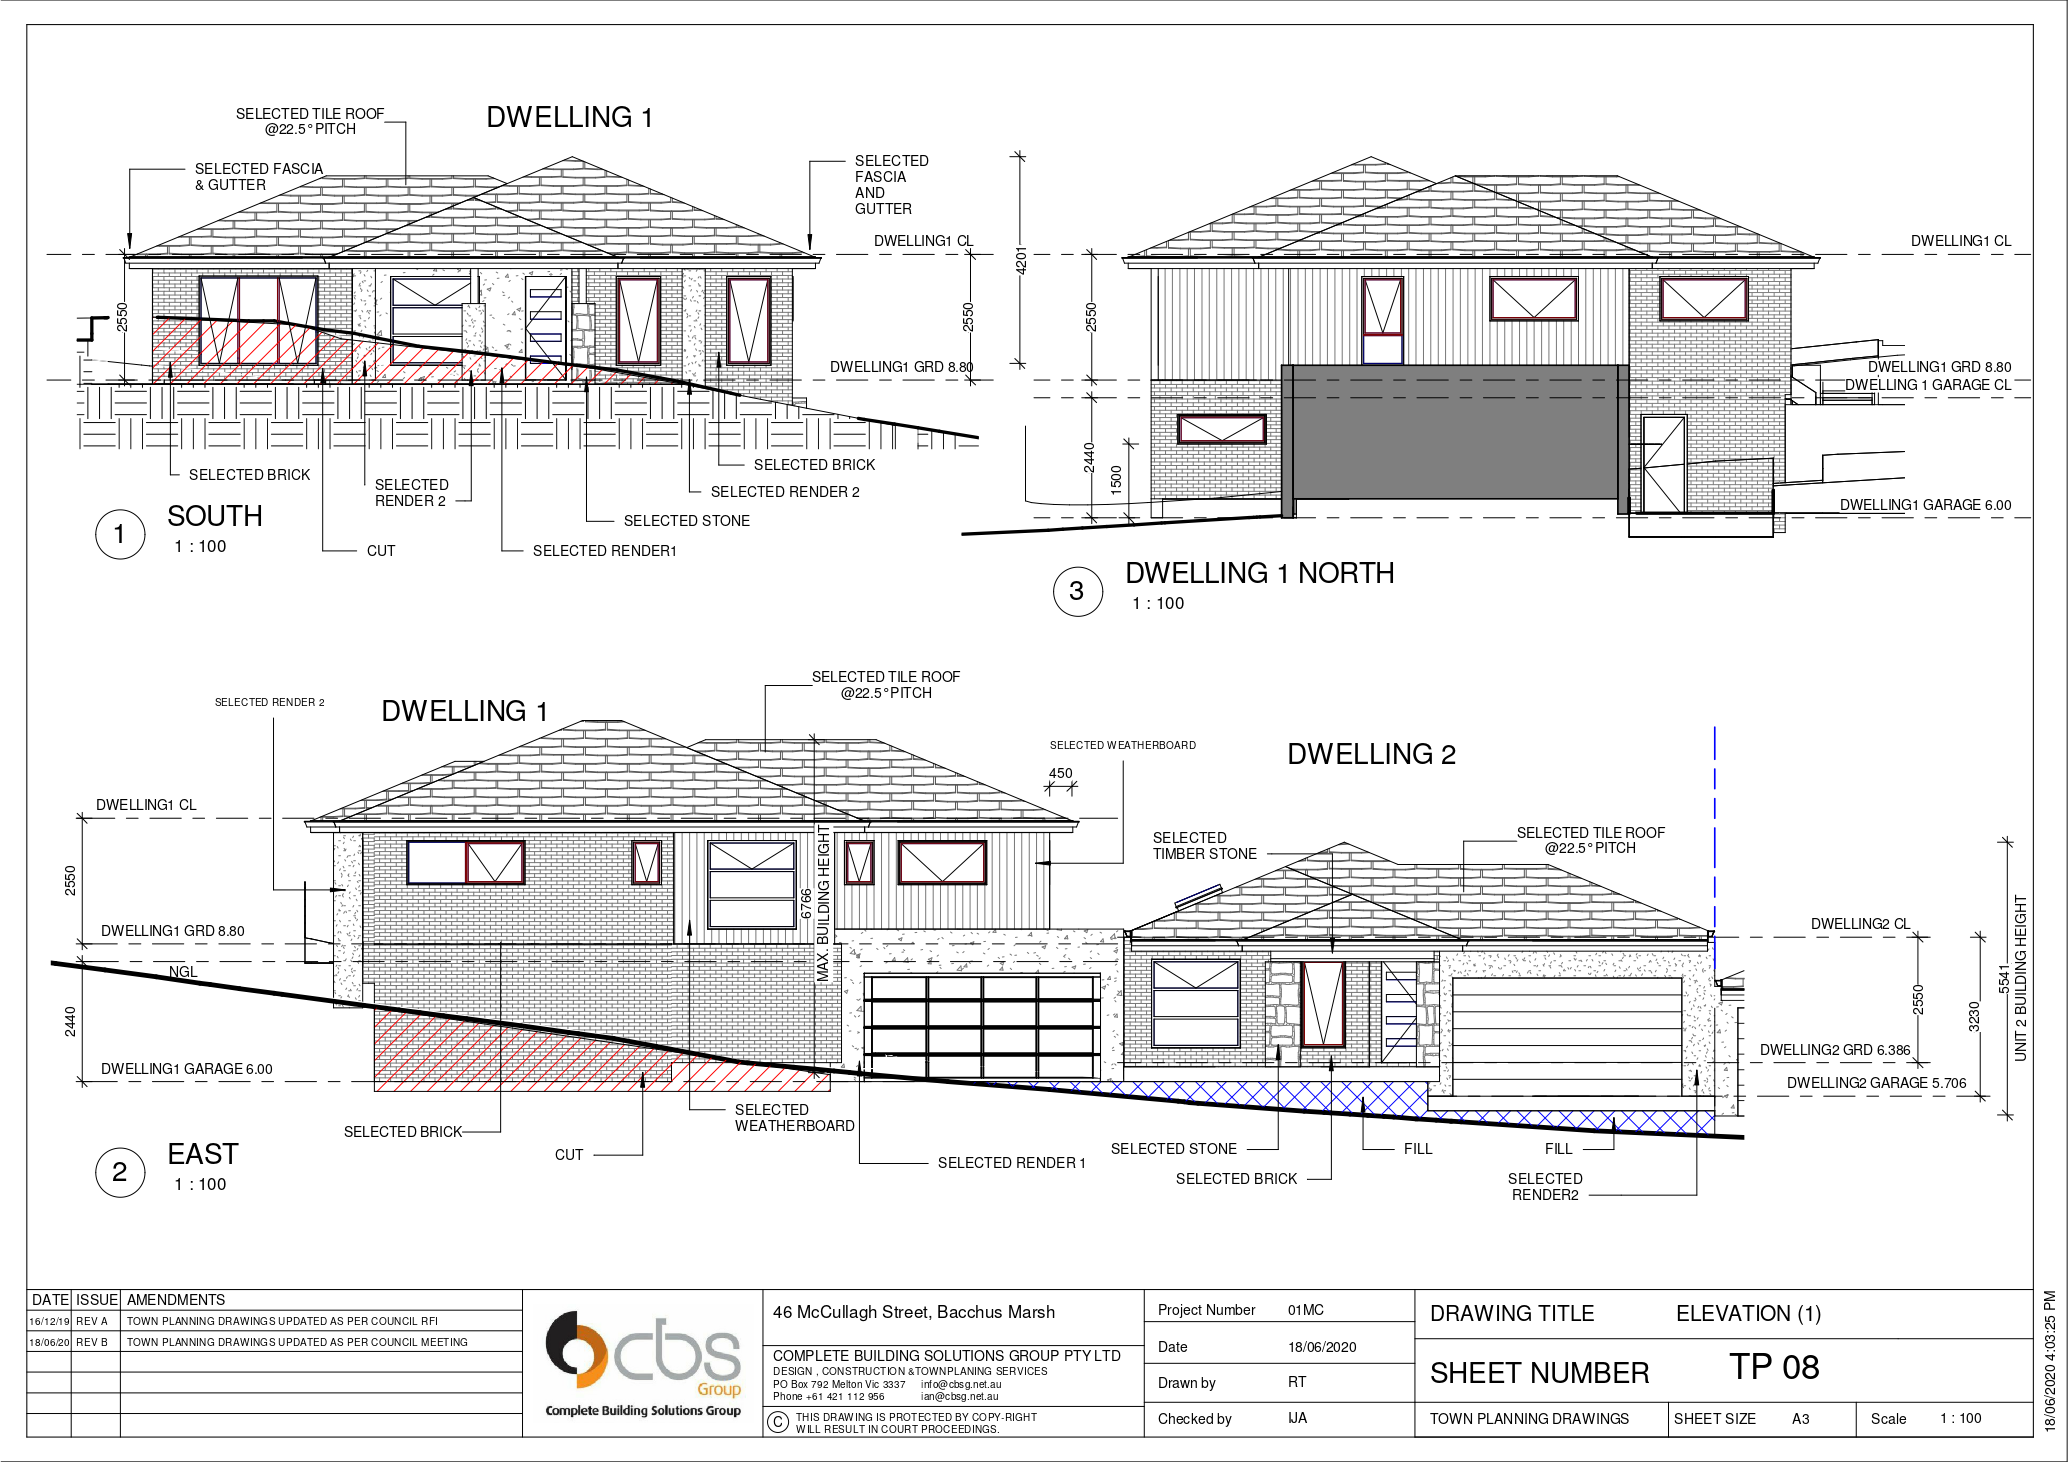 DWELLING 1
SELECTED TILE ROOF
@22.5° PITCH
SELECTED FASCIA
& GUTTER
SELECTED
FASCIA
AND
GUTTER
DWELLING1 CL
2550
2550
DWELLING1 GRD 8.80
SELECTED BRICK
SELECTED
RENDER 2
SELECTED BRICK
SELECTED RENDER 2
SELECTED STONE
CUT
SELECTED RENDER1
1
SOUTH
1 : 100
4201
2550
2440
1500
DWELLING1 CL
DWELLING1 GRD 8.80
DWELLING 1 GARAGE CL
DWELLING1 GARAGE 6.00
3
DWELLING 1 NORTH
1 : 100
SELECTED RENDER 2
DWELLING 1
SELECTED TILE ROOF
@22.5° PITCH
SELECTED WEATHERBOARD
450
DWELLING 2
DWELLING1 CL
2550
DWELLING1 GRD 8.80
NGL
2440
DWELLING1 GARAGE 6.00
6766
MAX. BUILDING HEIGHT
SELECTED
TIMBER STONE
SELECTED TILE ROOF
@22.5° PITCH
DWELLING2 CL
2550
3230
5541
UNIT 2 BUILDING HEIGHT
DWELLING2 GRD 6.386
DWELLING2 GARAGE 5.706
SELECTED BRICK
CUT
SELECTED
WEATHERBOARD
SELECTED RENDER 1
SELECTED STONE
SELECTED BRICK
FILL
FILL
SELECTED
RENDER2
2
EAST
1 : 100
DATE ISSUE AMENDMENTS
16/12/19 REV A TOWN PLANNING DRAWINGS UPDATED AS PER COUNCIL RFI
18/06/20 REV B TOWN PLANNING DRAWINGS UPDATED AS PER COUNCIL MEETING
cbs
Group
Complete Building Solutions Group
46 McCullagh Street, Bacchus Marsh
COMPLETE BUILDING SOLUTIONS GROUP PTY LTD
DESIGN , CONSTRUCTION & TOWNPLANING SERVICES
PO Box 792 Melton Vic 3337 info@cbsg.net.au
Phone +61 421 112 956 ian@cbsg.net.au
C THIS DRAWING IS PROTECTED BY COPY-RIGHT
WILL RESULT IN COURT PROCEEDINGS.
Project Number 01MC
Date 18/06/2020
Drawn by RT
Checked by IJA
DRAWING TITLE ELEVATION (1)
SHEET NUMBER TP 08
TOWN PLANNING DRAWINGS SHEET SIZE A3 Scale 1 : 100
18/06/2020 4:03:25 PM